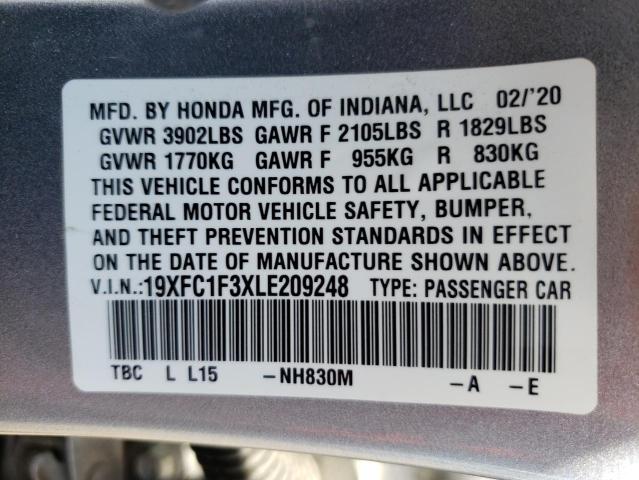 MFD. BY HONDA MFG. OF INDIANA, LLC 02/'20
GVWR 3902LBS GAWR F 2105LBS R 1829LBS
GVWR 1770KG GAWR F 955KG R 830KG
THIS VEHICLE CONFORMS TO ALL APPLICABLE
FEDERAL MOTOR VEHICLE SAFETY, BUMPER,
AND THEFT PREVENTION STANDARDS IN EFFECT
ON THE DATE OF MANUFACTURE SHOWN ABOVE.
V.I.N.:19XFC1F3XLE209248 TYPE: PASSENGER CAR
TBC L L15 -NH830M -A -E